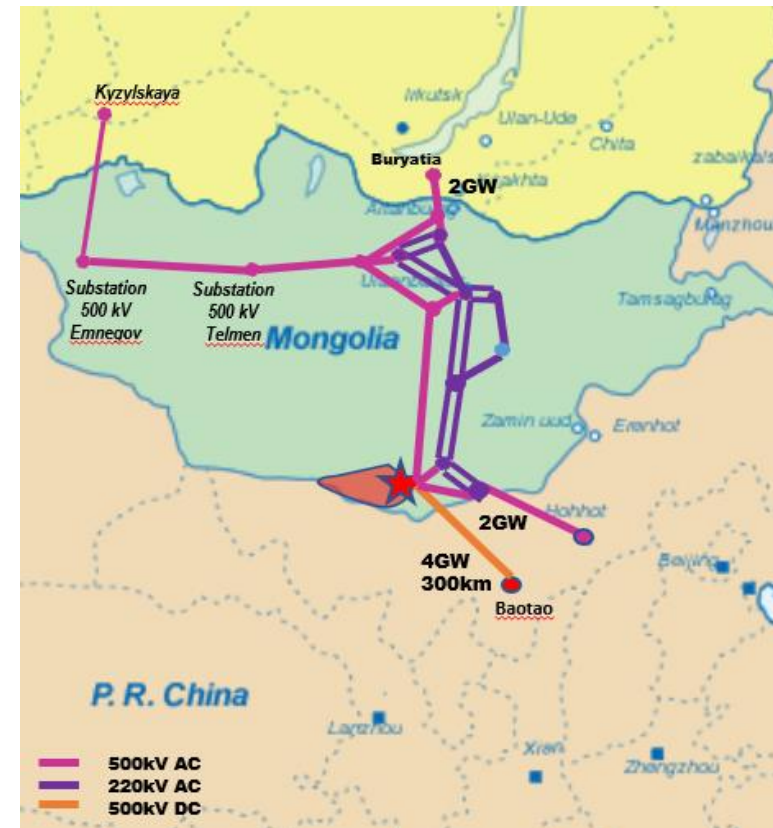 Kyzylskaya
Irkutsk
Ulan-Ude
Chita
Buryatia
2GW
zabaikals
Manzhou
Substation
500 kV
Emnegov
Substation
500 kV
Telmen
Mongolia
Tamsagbulag
Zamin uud
Erenhot
Hohhot
2GW
4GW
300km
Baotao
Beijing
P. R. China
Lanzhou
Xian
Zhengzhou
500kV AC
220kV AC
500kV DC